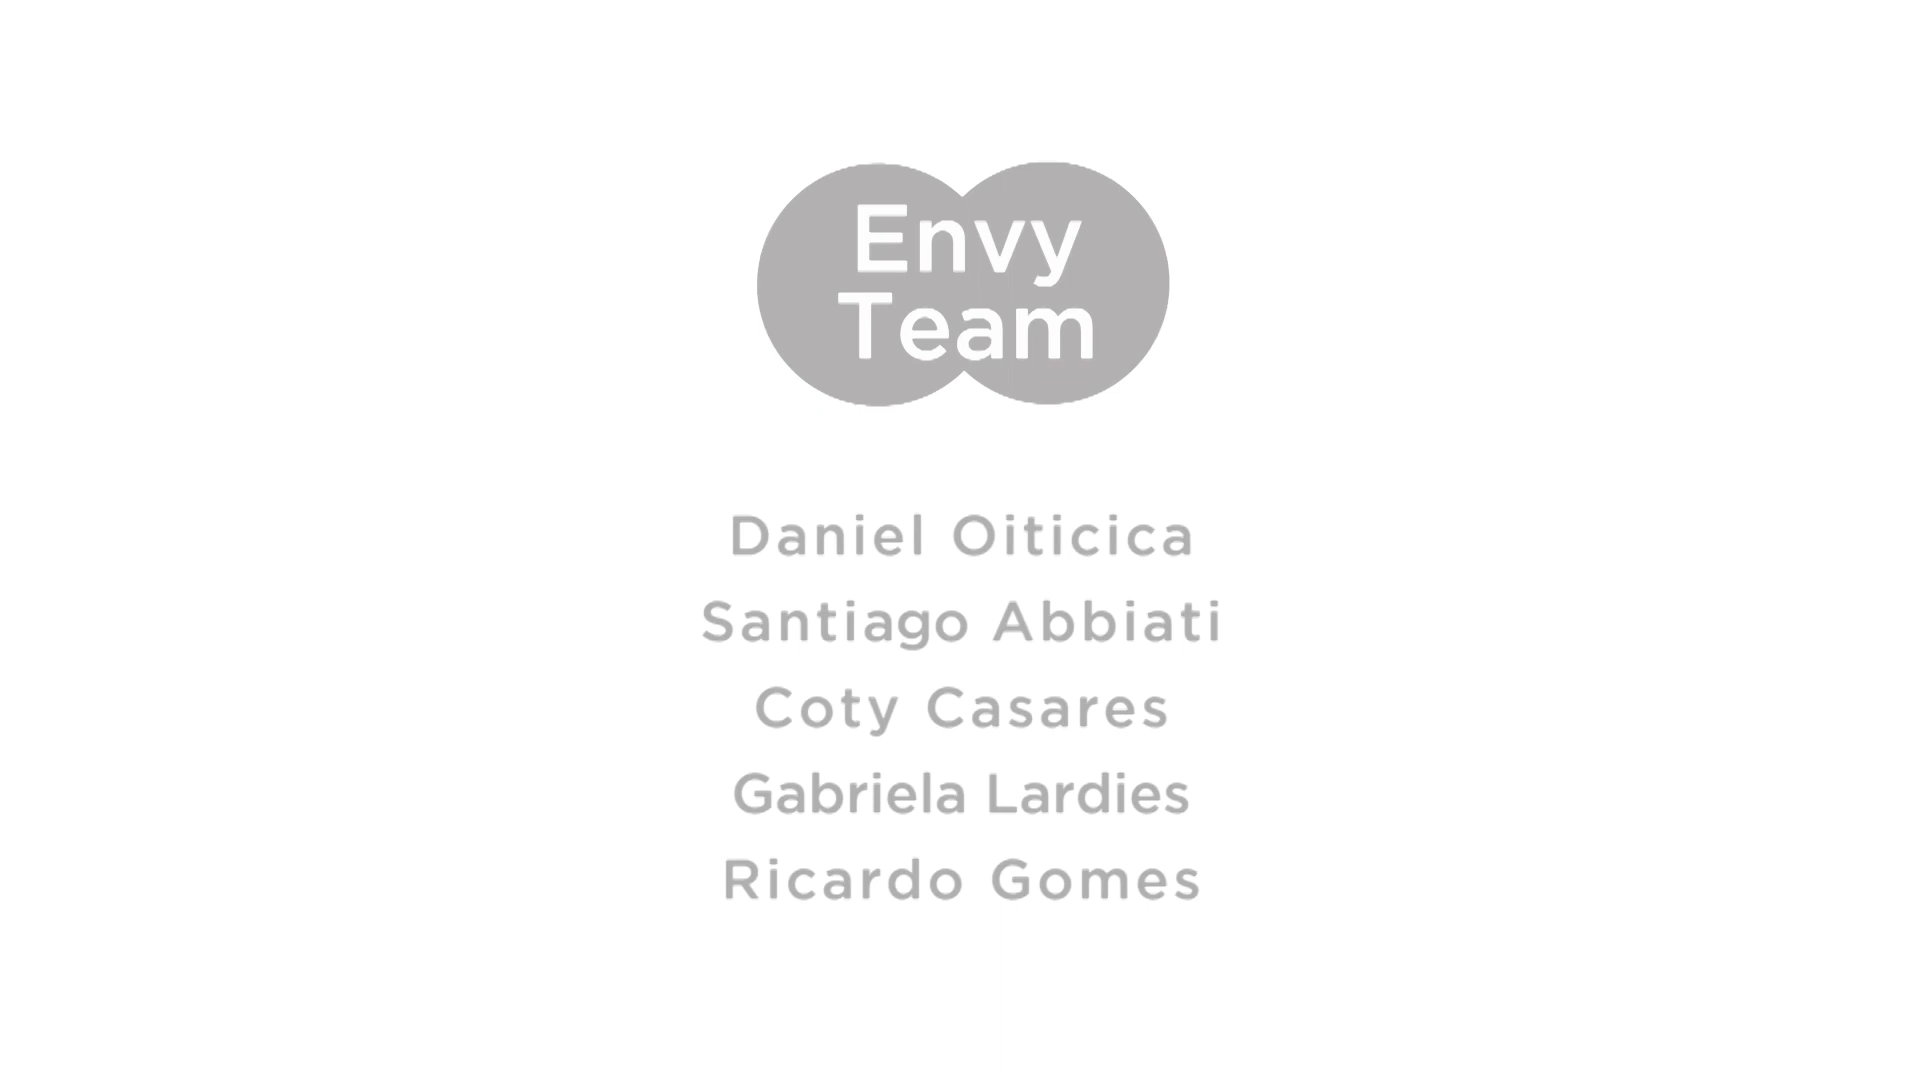 Envy
Team
Daniel Oiticica
Santiago Abbiati
Coty Casares
Gabriela Lardies
Ricardo Gomes